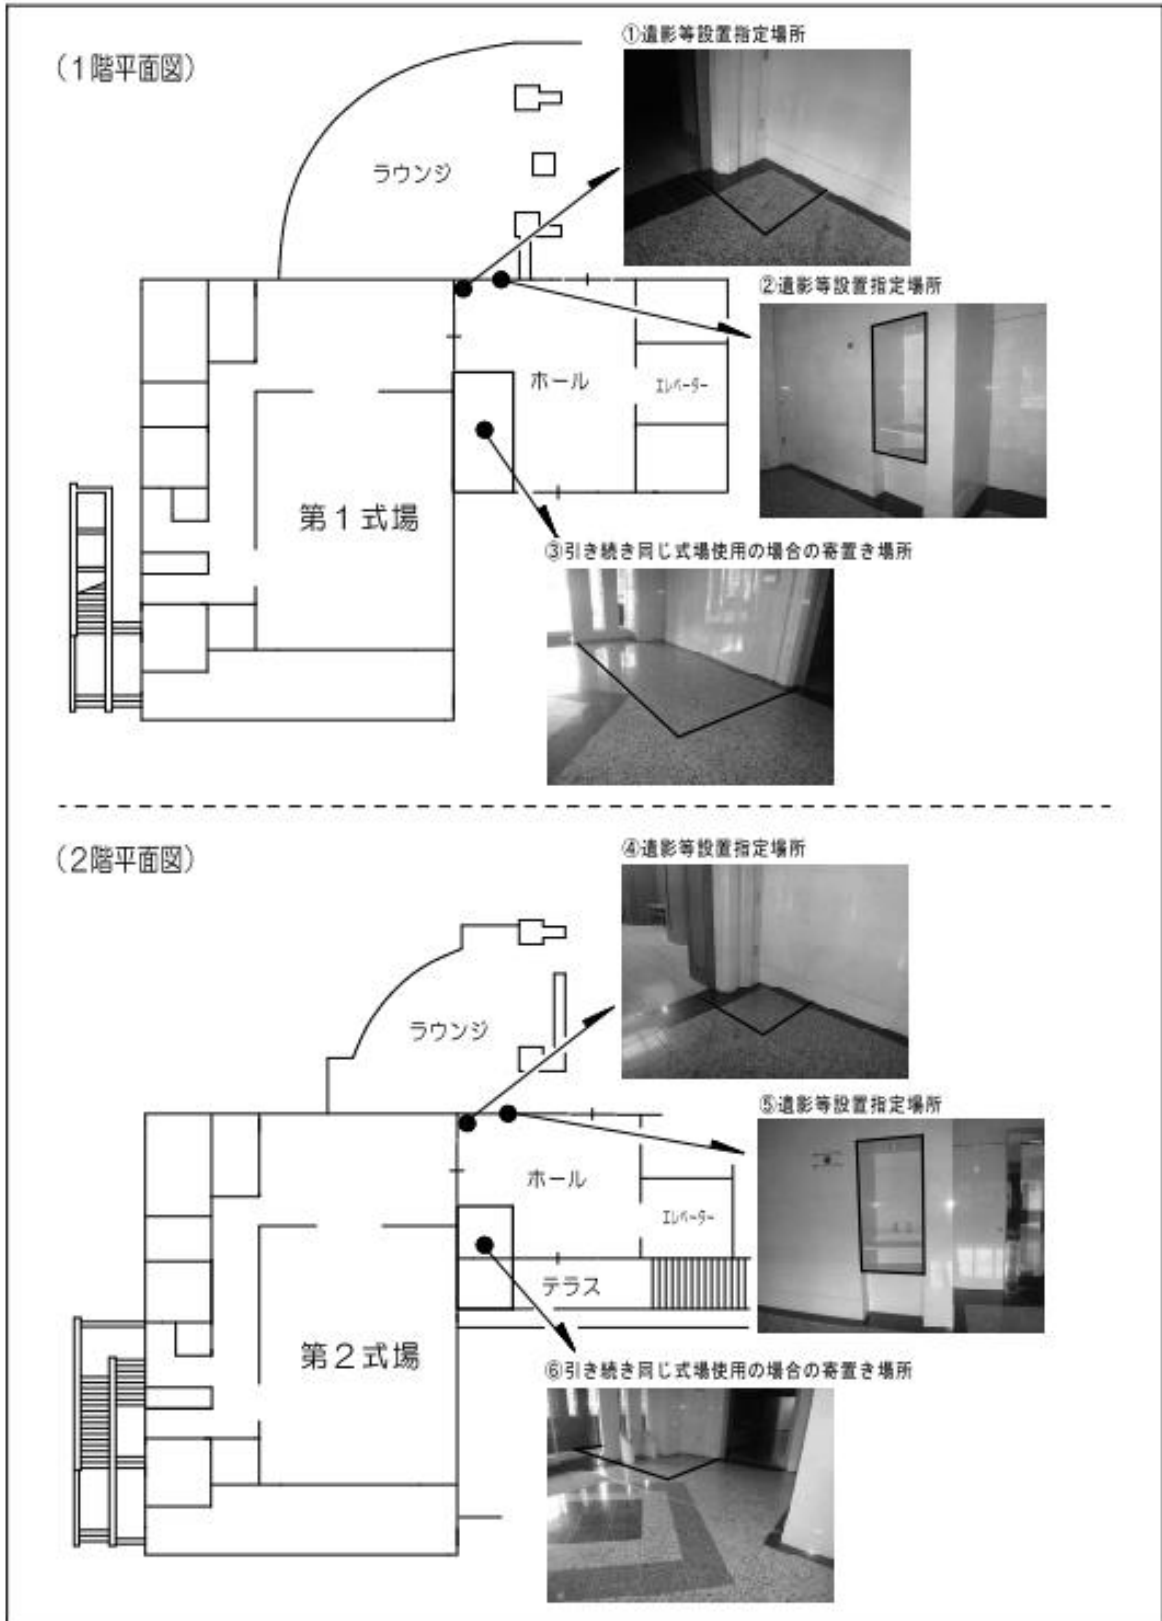 (1階平面図)
①遺影等設置指定場所
ラウンジ
②遺影等設置指定場所
ホール
エレベーター
第1式場
③引き続き同じ式場使用の場合の寄置き場所
(2階平面図)
④遺影等設置指定場所
ラウンジ
⑤遺影等設置指定場所
ホール
エレベーター
テラス
第2式場
⑥引き続き同じ式場使用の場合の寄置き場所